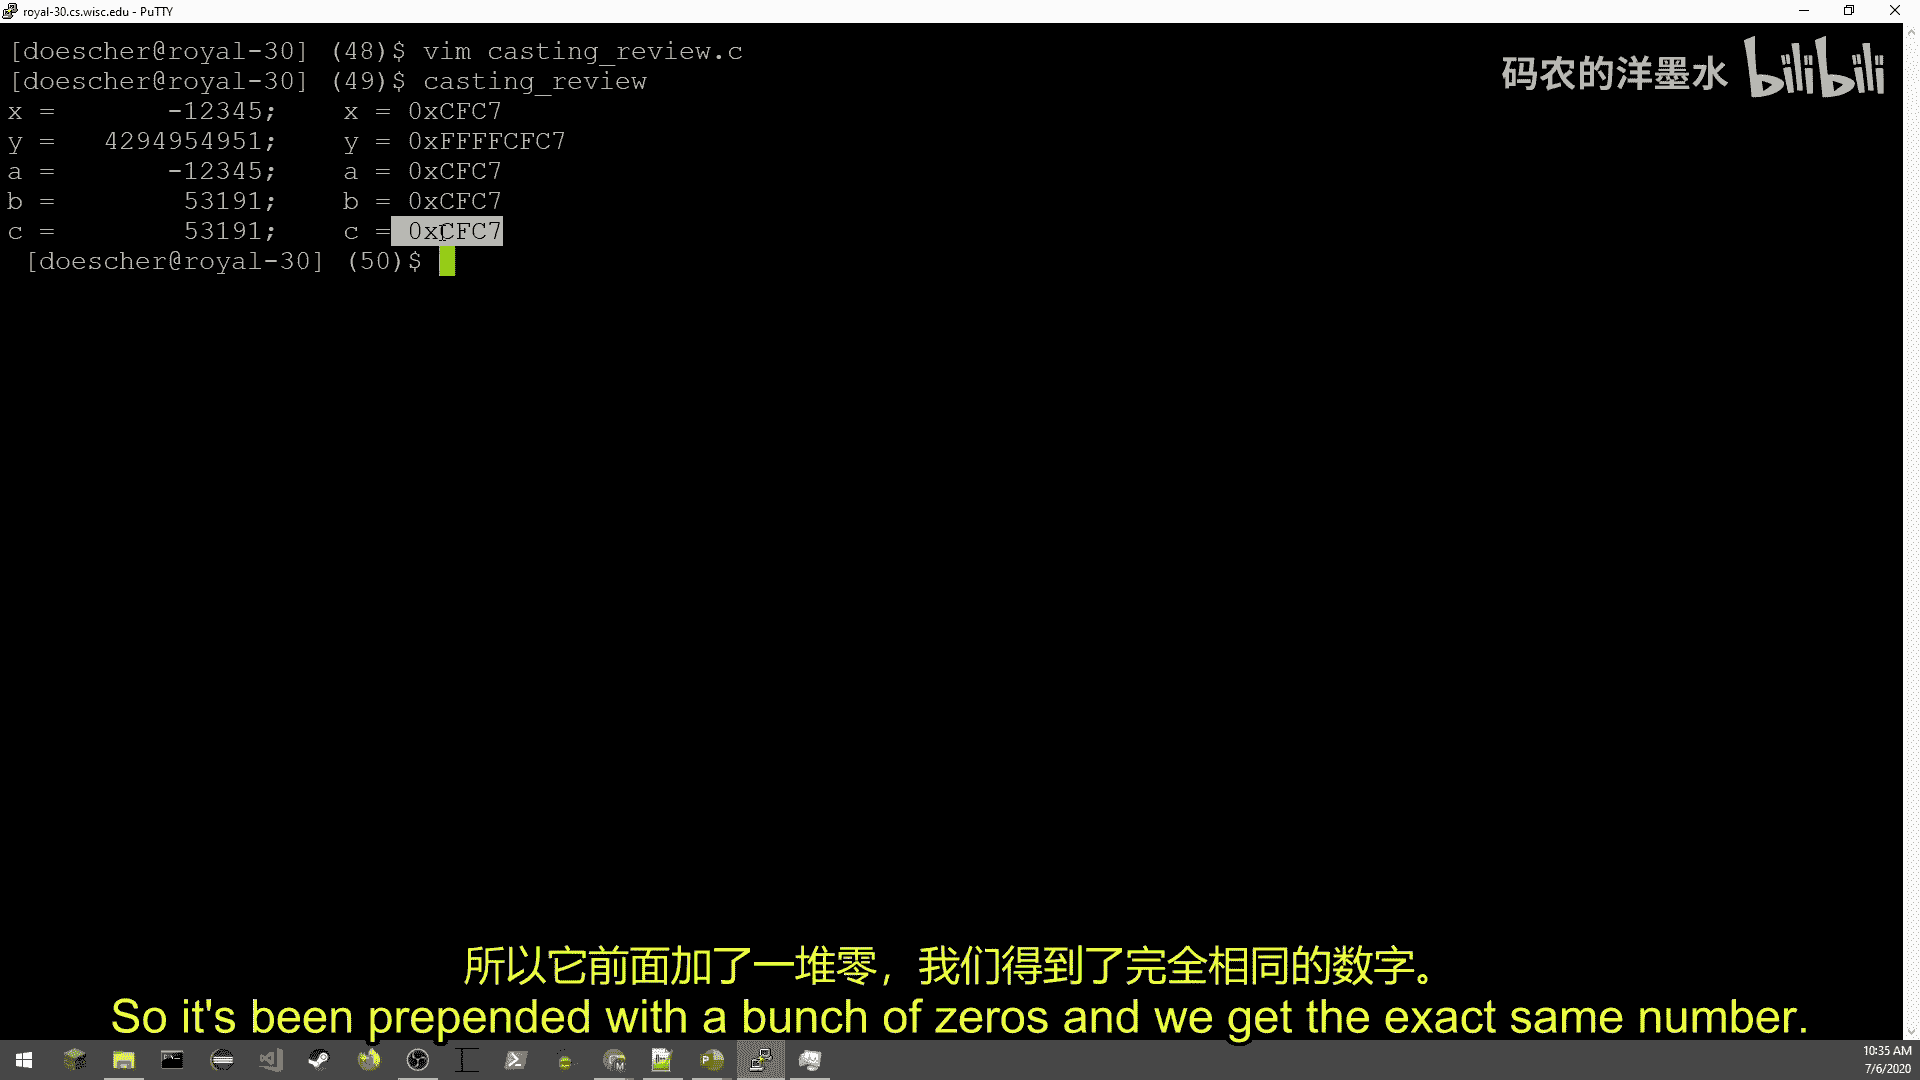 royal-30.cs.wisc.edu - PuTTY
[doescher@royal-30] (48)$ vim casting_review.c
[doescher@royal-30] (49)$ casting_review
x =       -12345;    x = 0xCFC7
y =   4294954951;    y = 0xFFFFCFC7
a =       -12345;    a = 0xCFC7
b =        53191;    b = 0xCFC7
c =        53191;    c = 0xCFC7
[doescher@royal-30] (50)$
码农的洋墨水 bilibili
所以它前面加了一堆零，我们得到了完全相同的数字。
So it's been prepended with a bunch of zeros and we get the exact same number.
10:35 AM
7/6/2020